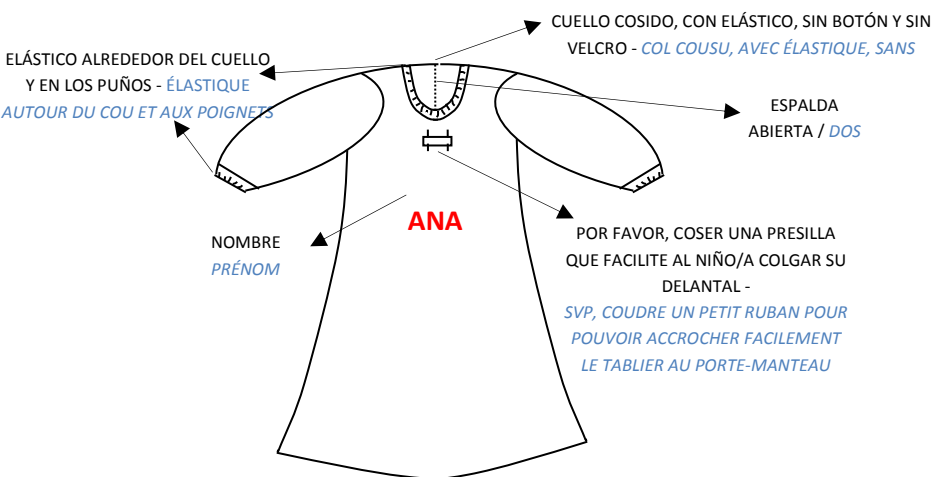 CUELLO COSIDO, CON ELÁSTICO, SIN BOTÓN Y SIN
VELCRO - COL COUSU, AVEC ÉLASTIQUE, SANS
ELÁSTICO ALREDEDOR DEL CUELLO
Y EN LOS PUÑOS - ÉLASTIQUE
AUTOUR DU COU ET AUX POIGNETS
ESPALDA
ABIERTA / DOS
ANA
NOMBRE
PRÉNOM
POR FAVOR, COSER UNA PRESILLA
QUE FACILITE AL NIÑO/A COLGAR SU
DELANTAL -
SVP, COUDRE UN PETIT RUBAN POUR
POUVOIR ACCROCHER FACILEMENT
LE TABLIER AU PORTE-MANTEAU